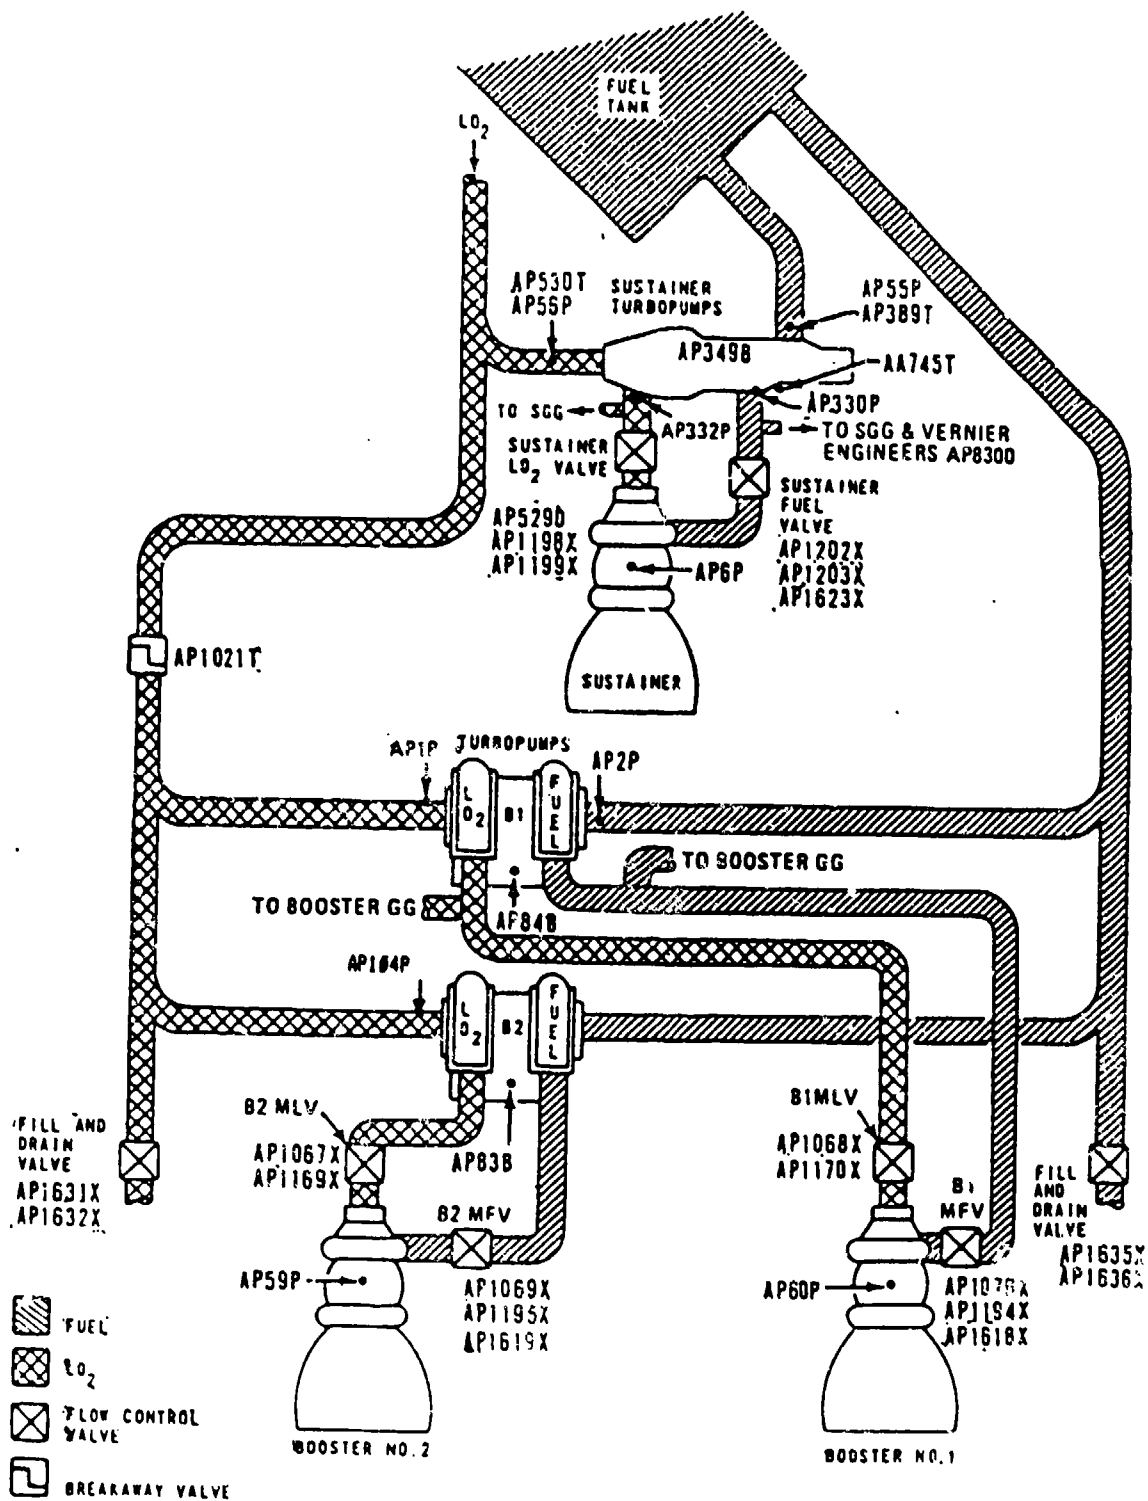 FUEL
TANK
LO2
AP530T
AP56P
SUSTAINER
TURBOPUMPS
AP55P
AP389T
AP349B
AA745T
AP330P
TO SGG
AP332P
TO SGG & VERNIER
ENGINEERS AP8300
SUSTAINER
LO2 VALVE
SUSTAINER
FUEL
VALVE
AP529D
AP1198X
AP1199X
AP1202X
AP1203X
AP1623X
AP6P
AP1021T
SUSTAINER
AP1P
TURBOPUMPS
AP2P
LO2
B1
FUEL
TO BOOSTER GG
TO BOOSTER GG
AP84B
AP104P
LO2
B2
FUEL
B2 MLV
AP1067X
AP1169X
AP83B
B1MLV
AP1068X
AP1170X
FILL AND
DRAIN
VALVE
AP1631X
AP1632X
B2 MFV
B1
MFV
FILL
AND
DRAIN
VALVE
AP1635X
AP1636X
AP59P
AP1069X
AP1195X
AP1619X
AP60P
AP1194X
AP1618X
FUEL
LO2
FLOW CONTROL
VALVE
BREAKAWAY VALVE
BOOSTER NO.2
BOOSTER NO.1